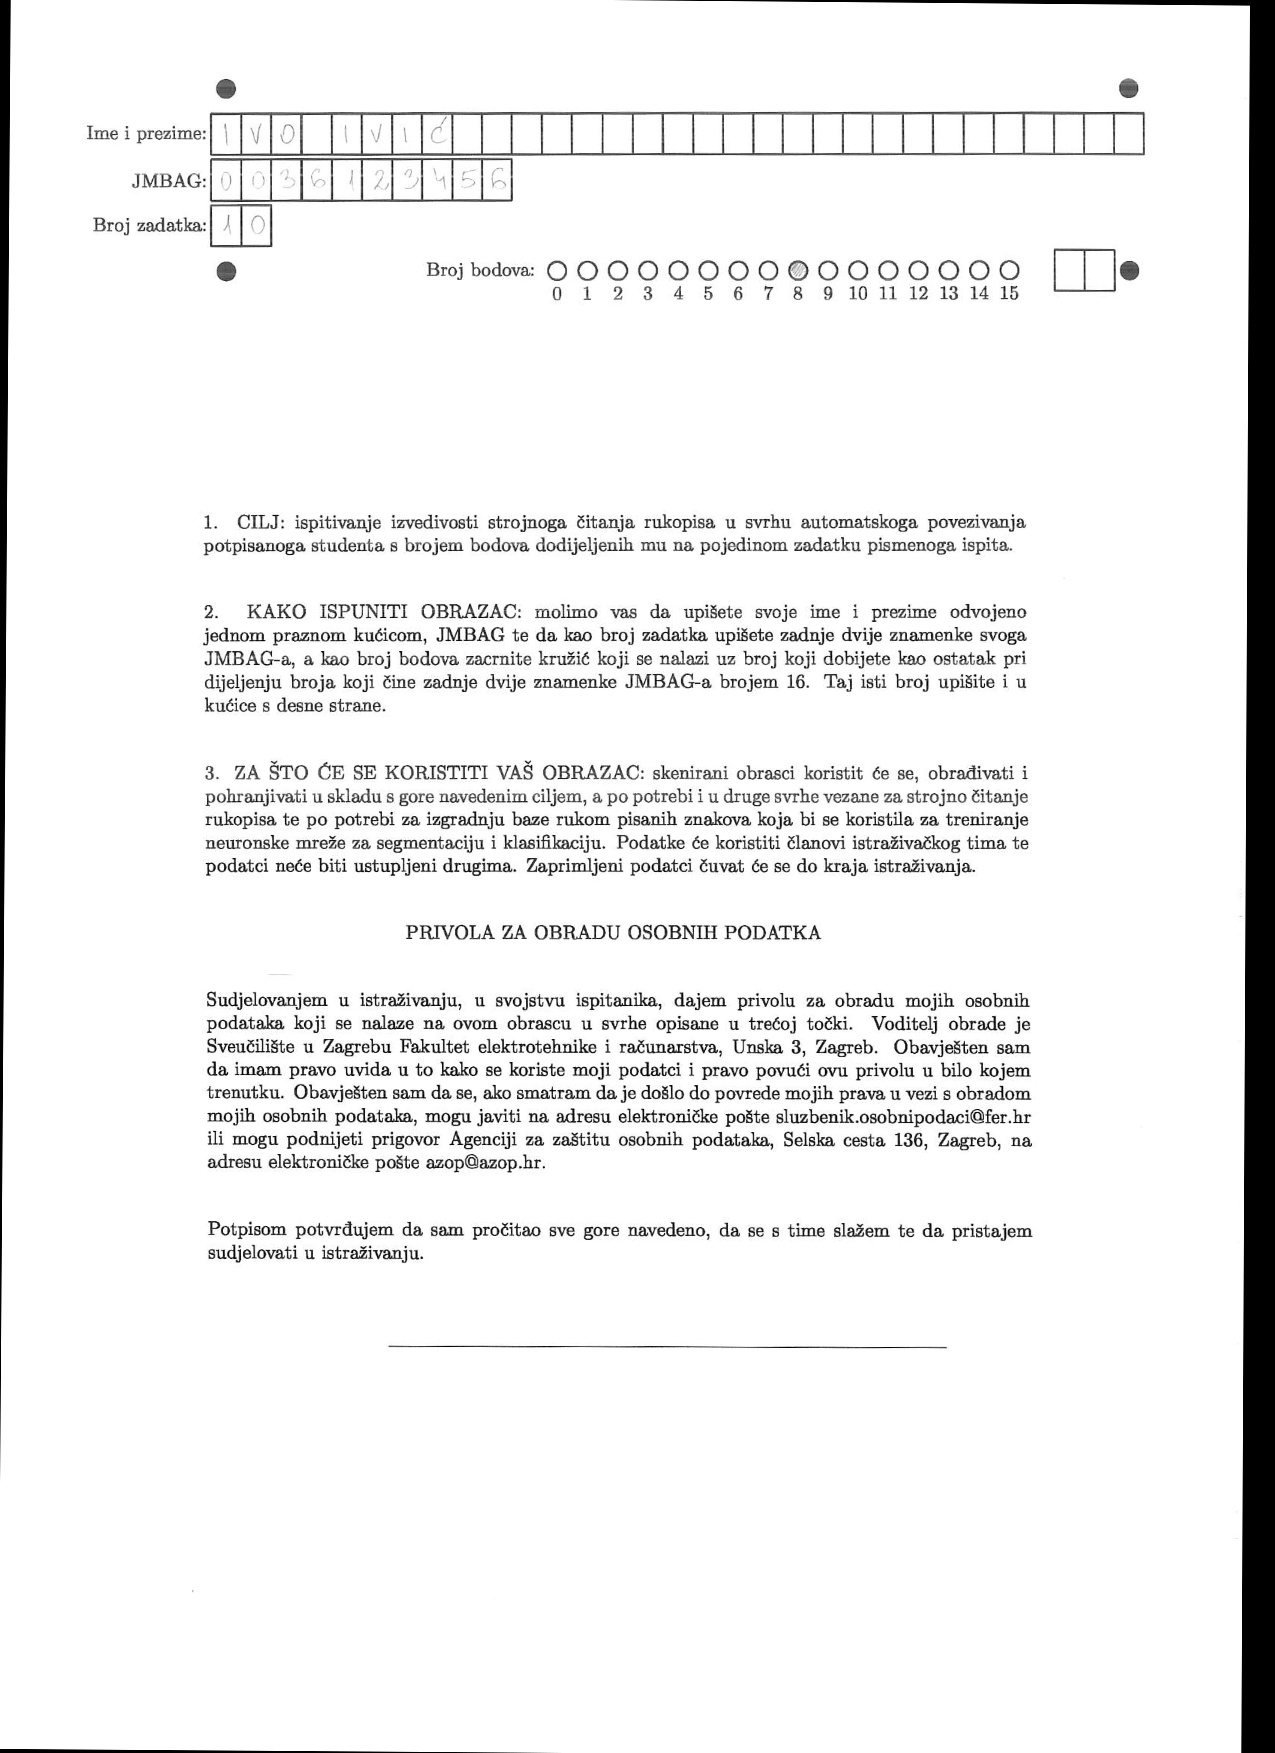 Ime i prezime: IVO IVIĆ
JMBAG: 0036123456
Broj zadatka: 10
Broj bodova:
0 1 2 3 4 5 6 7 8 9 10 11 12 13 14 15
1. CILJ: ispitivanje izvedivosti strojnoga čitanja rukopisa u svrhu automatskoga povezivanja
potpisanoga studenta s brojem bodova dodijeljenih mu na pojedinom zadatku pismenoga ispita.
2. KAKO ISPUNITI OBRAZAC: molimo vas da upišete svoje ime i prezime odvojeno
jednom praznom kućicom, JMBAG te da kao broj zadatka upišete zadnje dvije znamenke svoga
JMBAG-a, a kao broj bodova zacrnite kružić koji se nalazi uz broj koji dobijete kao ostatak pri
dijeljenju broja koji čine zadnje dvije znamenke JMBAG-a brojem 16. Taj isti broj upišite i u
kućice s desne strane.
3. ZA ŠTO ĆE SE KORISTITI VAŠ OBRAZAC: skenirani obrasci koristit će se, obrađivati i
pohranjivati u skladu s gore navedenim ciljem, a po potrebi i u druge svrhe vezane za strojno čitanje
rukopisa te po potrebi za izgradnju baze rukom pisanih znakova koja bi se koristila za treniranje
neuronske mreže za segmentaciju i klasifikaciju. Podatke će koristiti članovi istraživačkog tima te
podatci neće biti ustupljeni drugima. Zaprimljeni podatci čuvat će se do kraja istraživanja.
PRIVOLA ZA OBRADU OSOBNIH PODATKA
Sudjelovanjem u istraživanju, u svojstvu ispitanika, dajem privolu za obradu mojih osobnih
podataka koji se nalaze na ovom obrascu u svrhe opisane u trećoj točki. Voditelj obrade je
Sveučilište u Zagrebu Fakultet elektrotehnike i računarstva, Unska 3, Zagreb. Obavješten sam
da imam pravo uvida u to kako se koriste moji podatci i pravo povući ovu privolu u bilo kojem
trenutku. Obavješten sam da se, ako smatram da je došlo do povrede mojih prava u vezi s obradom
mojih osobnih podataka, mogu javiti na adresu elektroničke pošte sluzbenik.osobnipodaci@fer.hr
ili mogu podnijeti prigovor Agenciji za zaštitu osobnih podataka, Selska cesta 136, Zagreb, na
adresu elektroničke pošte azop@azop.hr.
Potpisom potvrđujem da sam pročitao sve gore navedeno, da se s time slažem te da pristajem
sudjelovati u istraživanju.